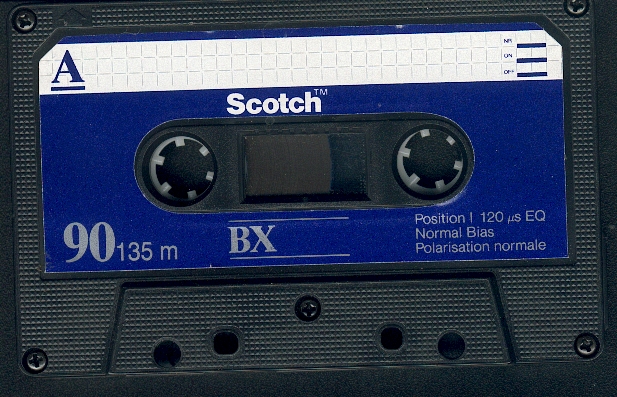 A
NR
ON
OFF
Scotch™
90 135 m
BX
Position I 120 µs EQ
Normal Bias
Polarisation normale